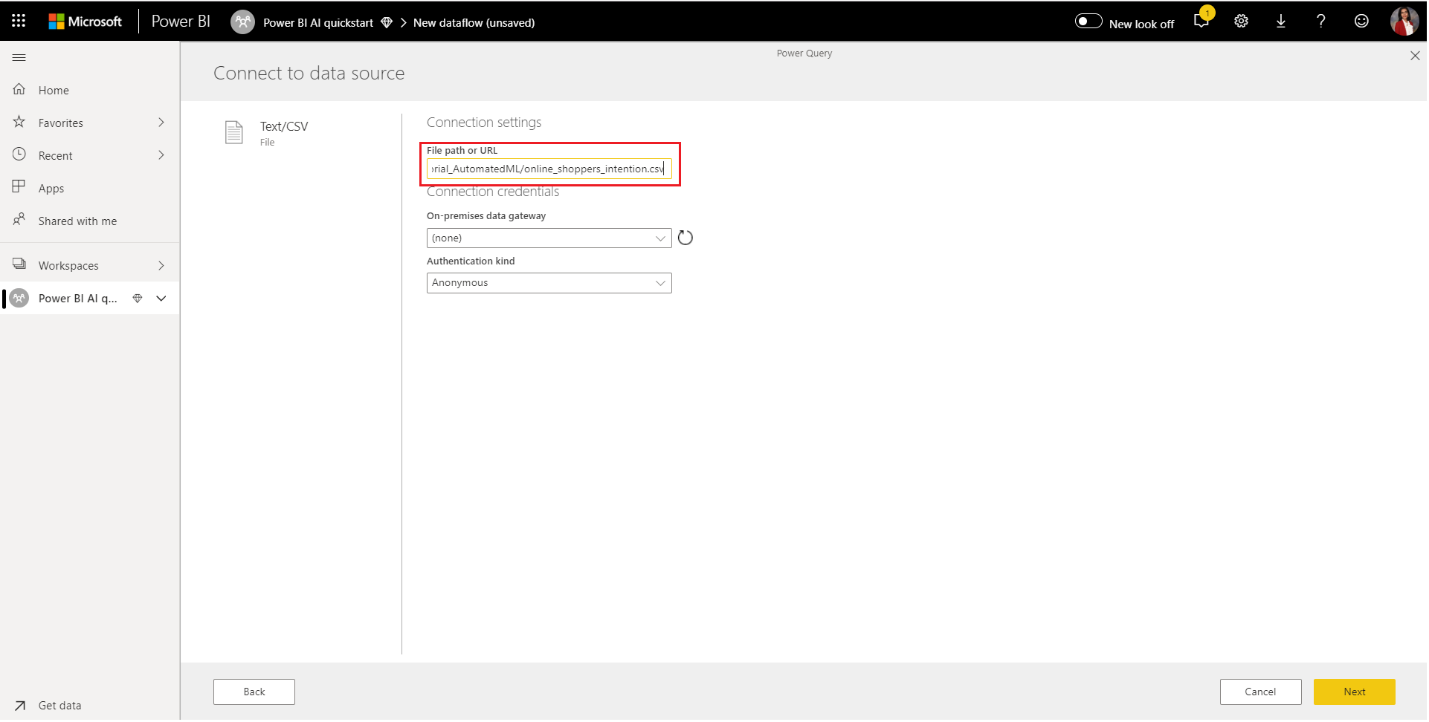 Microsoft Power BI Power BI AI quickstart > New dataflow (unsaved) New look off 1
Power Query
Connect to data source
Home
Favorites
Recent
Apps
Shared with me
Workspaces
Power BI AI q...
Get data
Text/CSV
File
Connection settings
File path or URL
rial_AutomatedML/online_shoppers_intention.csv
Connection credentials
On-premises data gateway
(none)
Authentication kind
Anonymous
Back
Cancel
Next